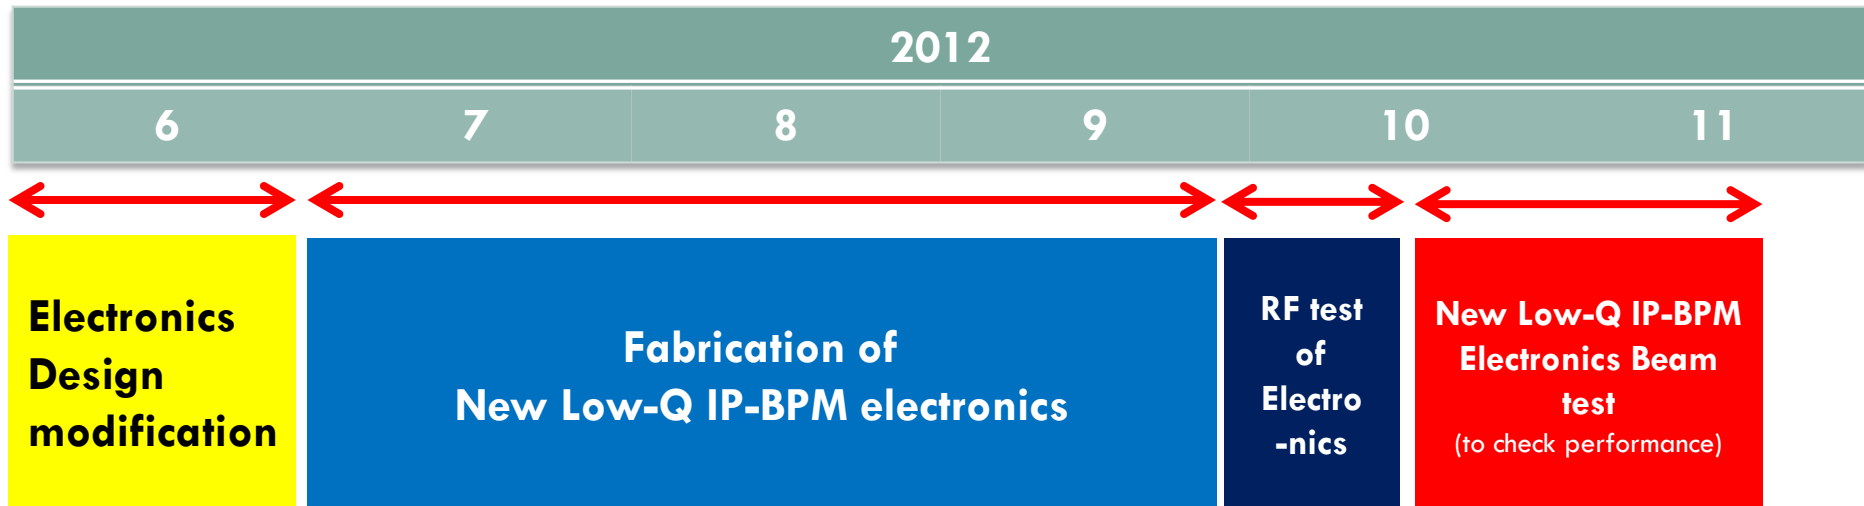 2012
6 7 8 9 10 11
Electronics
Design
modification
Fabrication of
New Low-Q IP-BPM electronics
RF test
of
Electro
-nics
New Low-Q IP-BPM
Electronics Beam
test
(to check performance)